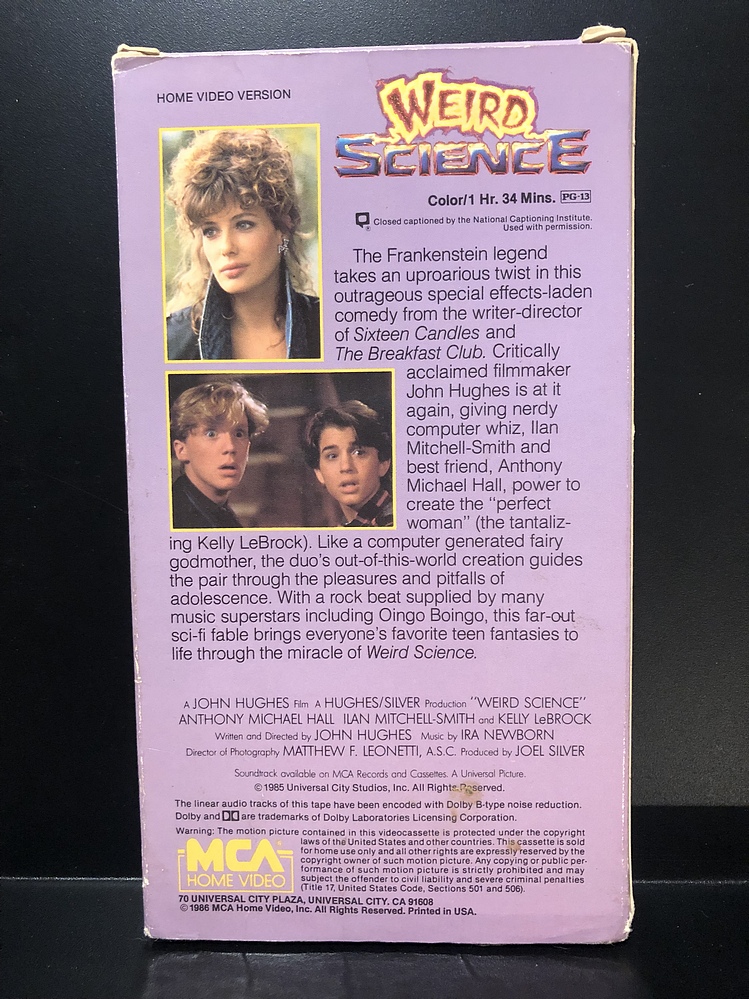 HOME VIDEO VERSION
WEIRD
SCIENCE
Color/1 Hr. 34 Mins. PG-13
Closed captioned by the National Captioning Institute.
Used with permission.
The Frankenstein legend
takes an uproarious twist in this
outrageous special effects-laden
comedy from the writer-director
of Sixteen Candles and
The Breakfast Club. Critically
acclaimed filmmaker
John Hughes is at it
again, giving nerdy
computer whiz, Ilan
Mitchell-Smith and
best friend, Anthony
Michael Hall, power to
create the “perfect
woman” (the tantaliz-
ing Kelly LeBrock). Like a computer generated fairy
godmother, the duo’s out-of-this-world creation guides
the pair through the pleasures and pitfalls of
adolescence. With a rock beat supplied by many
music superstars including Oingo Boingo, this far-out
sci-fi fable brings everyone’s favorite teen fantasies to
life through the miracle of Weird Science.
A JOHN HUGHES Film A HUGHES/SILVER Production “WEIRD SCIENCE”
ANTHONY MICHAEL HALL ILAN MITCHELL-SMITH and KELLY LeBROCK
Written and Directed by JOHN HUGHES Music by IRA NEWBORN
Director of Photography MATTHEW F. LEONETTI, A.S.C. Produced by JOEL SILVER
Soundtrack available on MCA Records and Cassettes. A Universal Picture.
©1985 Universal City Studios, Inc. All Rights Reserved.
The linear audio tracks of this tape have been encoded with Dolby B-type noise reduction.
Dolby and are trademarks of Dolby Laboratories Licensing Corporation.
Warning: The motion picture contained in this videocassette is protected under the copyright
laws of the United States and other countries. This cassette is sold
for home use only and all other rights are expressly reserved by the
copyright owner of such motion picture. Any copying or public per-
formance of such motion picture is strictly prohibited and may
subject the offender to civil liability and severe criminal penalties
(Title 17, United States Code, Sections 501 and 506).
MCA
HOME VIDEO
70 UNIVERSAL CITY PLAZA, UNIVERSAL CITY, CA 91608
©1986 MCA Home Video, Inc. All Rights Reserved. Printed in USA.